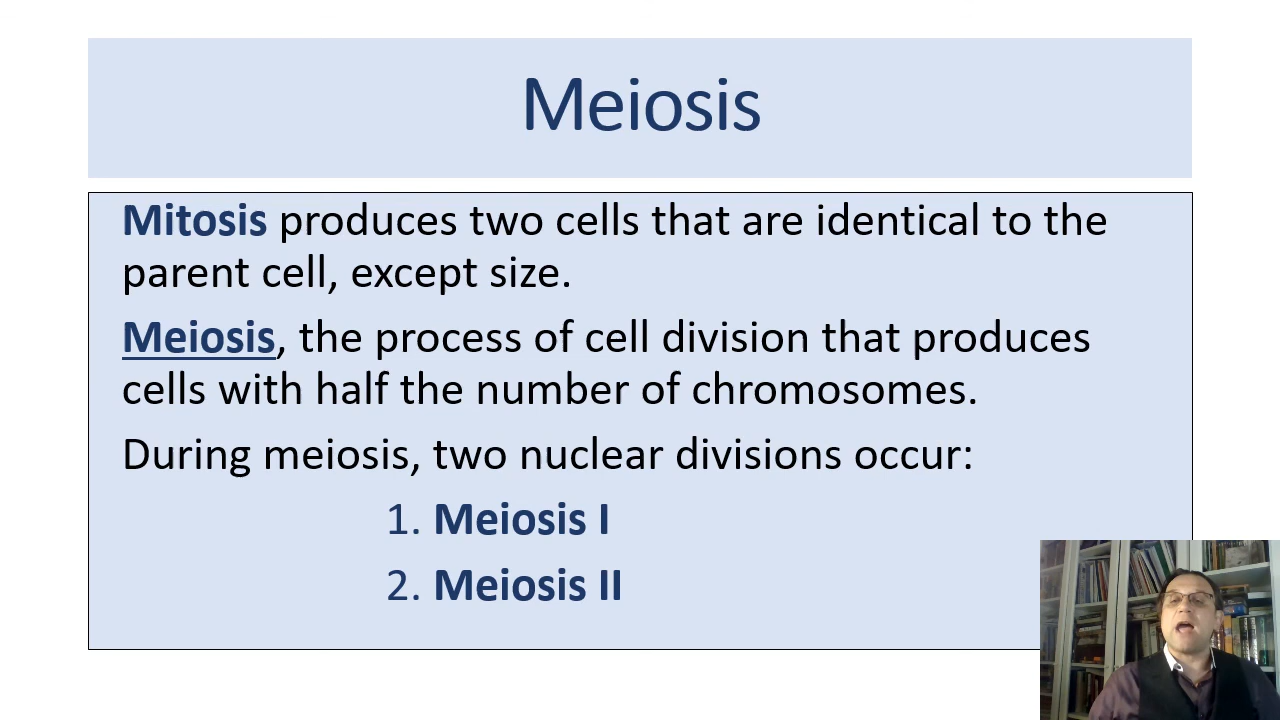 Meiosis
Mitosis produces two cells that are identical to the
parent cell, except size.
Meiosis, the process of cell division that produces
cells with half the number of chromosomes.
During meiosis, two nuclear divisions occur:
1. Meiosis I
2. Meiosis II